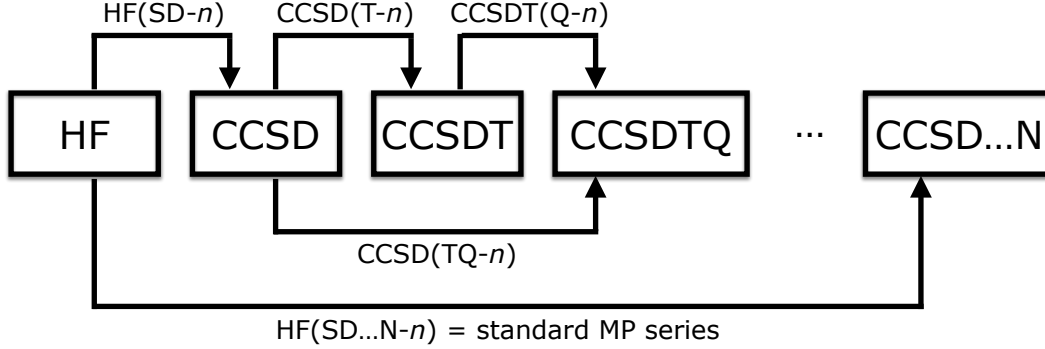 HF(SD-n) CCSD(T-n) CCSDT(Q-n)
HF CCSD CCSDT CCSDTQ ... CCSD...N
CCSD(TQ-n)
HF(SD...N-n) = standard MP series